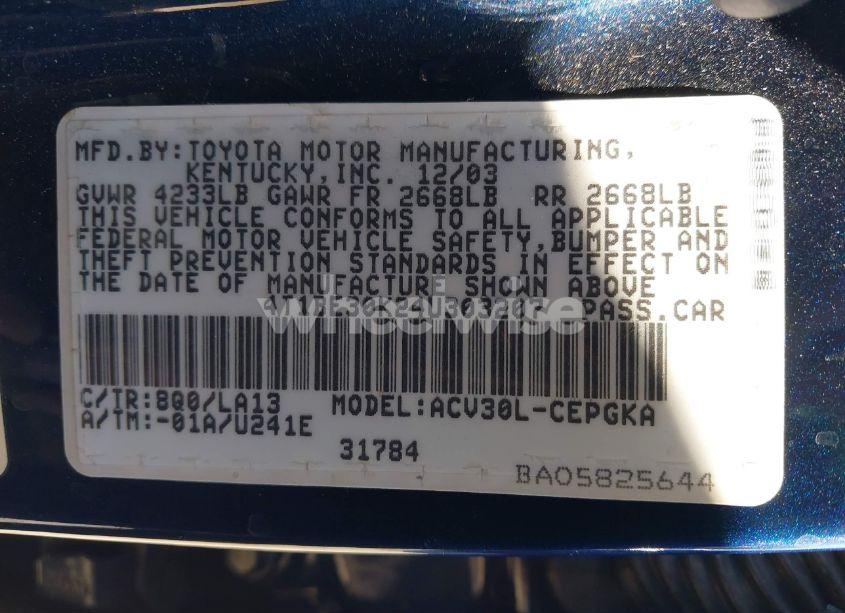 MFD.BY:TOYOTA MOTOR MANUFACTURING,
KENTUCKY,INC. 12/03
GVWR 4233LB GAWR FR 2668LB RR 2668LB
THIS VEHICLE CONFORMS TO ALL APPLICABLE
FEDERAL MOTOR VEHICLE SAFETY,BUMPER AND
THEFT PREVENTION STANDARDS IN EFFECT ON
THE DATE OF MANUFACTURE SHOWN ABOVE
PASS.CAR
wheelwise
C/TR:8Q0/LA13 MODEL:ACV30L-CEPGKA
A/TM:-01A/U241E
31784
BA05825644